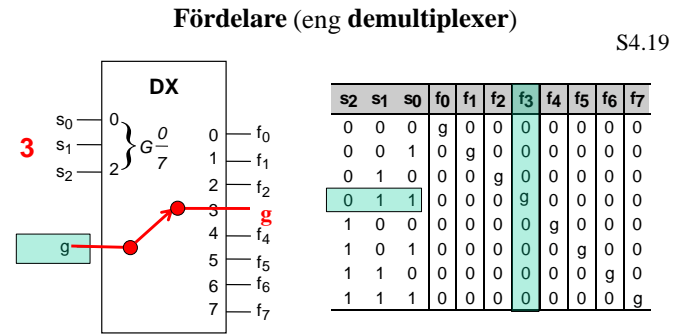 Fördelare (eng demultiplexer)
S4.19
DX
s0 0
3 s1 } G 0/7
s2 2
0 f0
1 f1
2 f2
3 g
4 f4
5 f5
6 f6
7 f7
g
s2 s1 s0 f0 f1 f2 f3 f4 f5 f6 f7
0 0 0 g 0 0 0 0 0 0 0
0 0 1 0 g 0 0 0 0 0 0
0 1 0 0 0 g 0 0 0 0 0
0 1 1 0 0 0 g 0 0 0 0
1 0 0 0 0 0 0 g 0 0 0
1 0 1 0 0 0 0 0 g 0 0
1 1 0 0 0 0 0 0 0 g 0
1 1 1 0 0 0 0 0 0 0 g